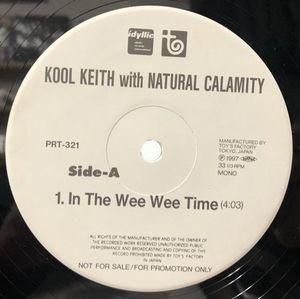 idyllic
KOOL KEITH with NATURAL CALAMITY
PRT-321
MANUFACTURED BY
TOY'S FACTORY
TOKYO, JAPAN
Ⓟ 1997
33 1/3 RPM
MONO
Side-A
1. In The Wee Wee Time (4:03)
ALL RIGHTS OF THE MANUFACTURER AND OF THE OWNER OF
THE RECORDED WORK RESERVED UNAUTHORIZED PUBLIC
PERFORMANCE AND BROADCASTING AND COPYING OF THE
RECORD PROHIBITED MADE BY TOY'S FACTORY
IN JAPAN
NOT FOR SALE/FOR PROMOTION ONLY